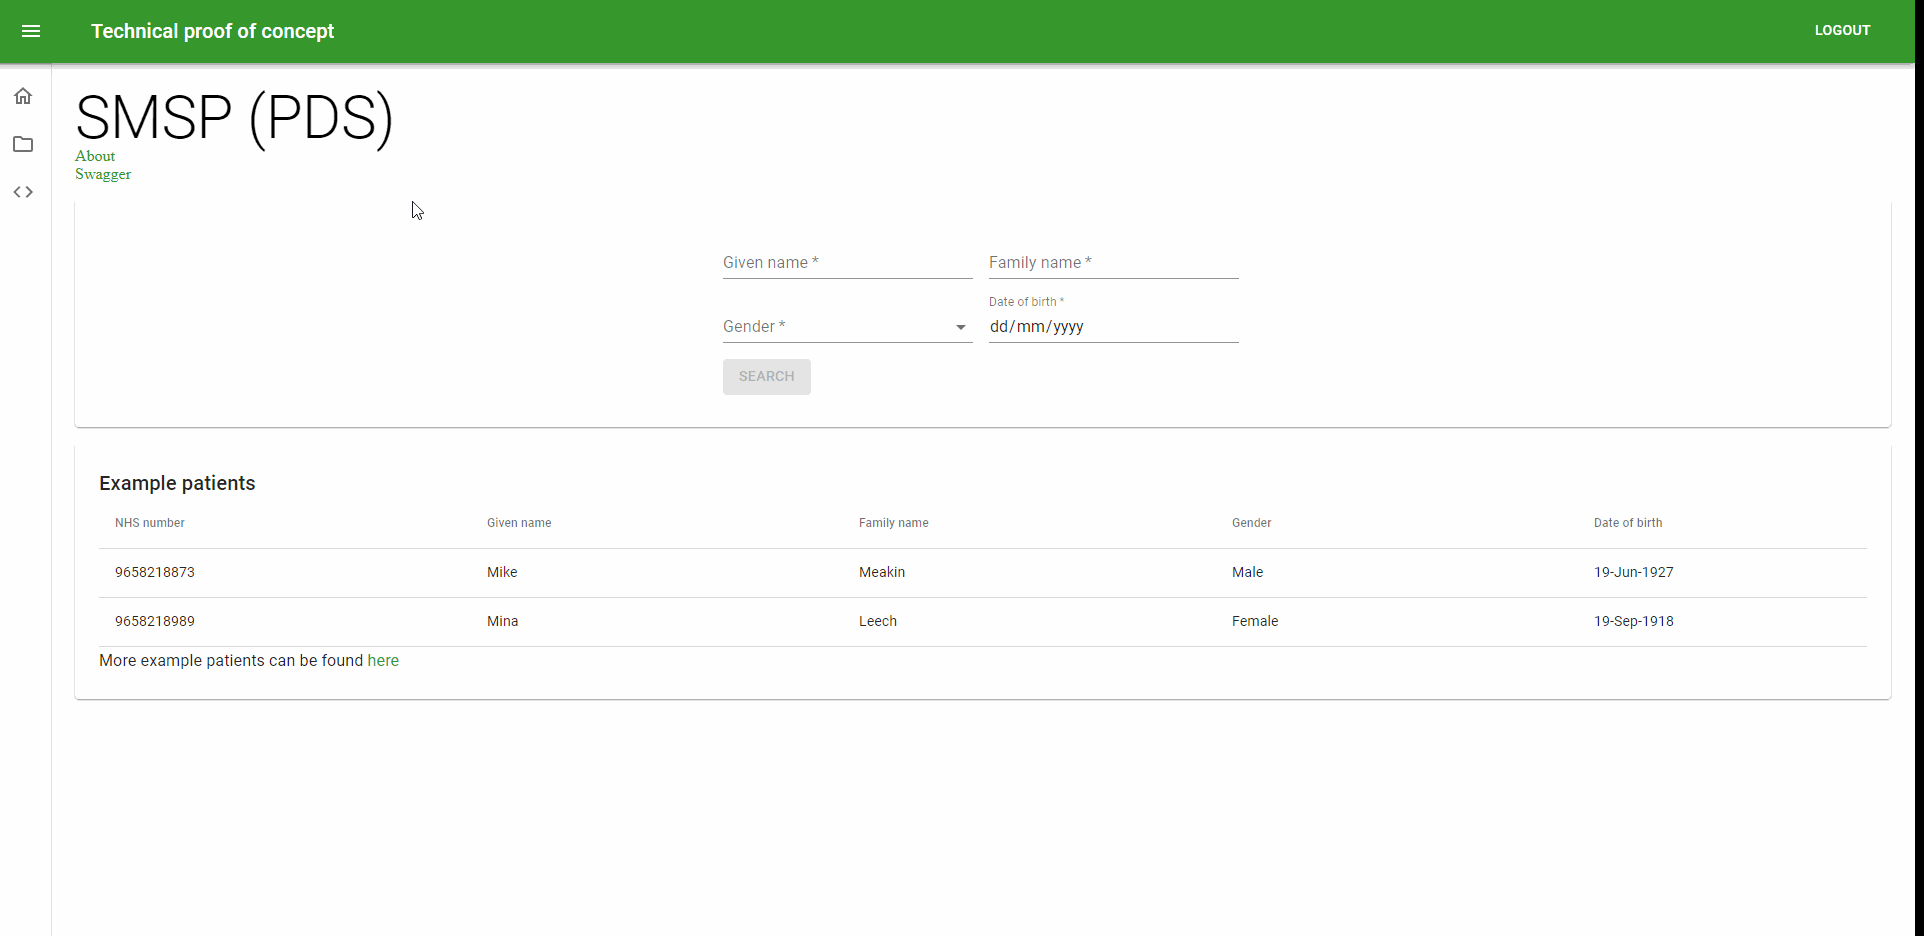 Technical proof of concept LOGOUT
SMSP (PDS)
About
Swagger
Given name * Family name *
Date of birth *
Gender * dd/mm/yyyy
SEARCH
Example patients
NHS number Given name Family name Gender Date of birth
9658218873 Mike Meakin Male 19-Jun-1927
9658218989 Mina Leech Female 19-Sep-1918
More example patients can be found here